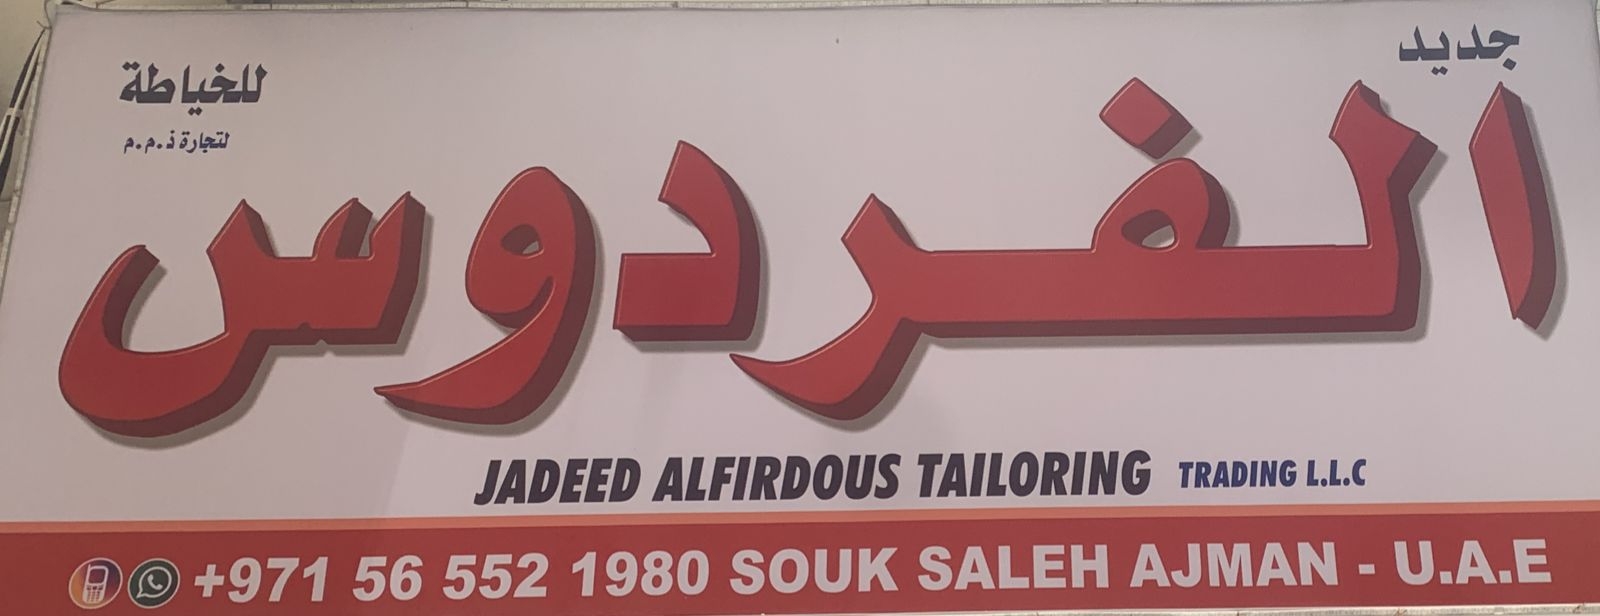 جديد
الفردوس
للخياطة
لتجارة ذ.م.م
JADEED ALFIRDOUS TAILORING TRADING L.L.C
+971 56 552 1980 SOUK SALEH AJMAN - U.A.E